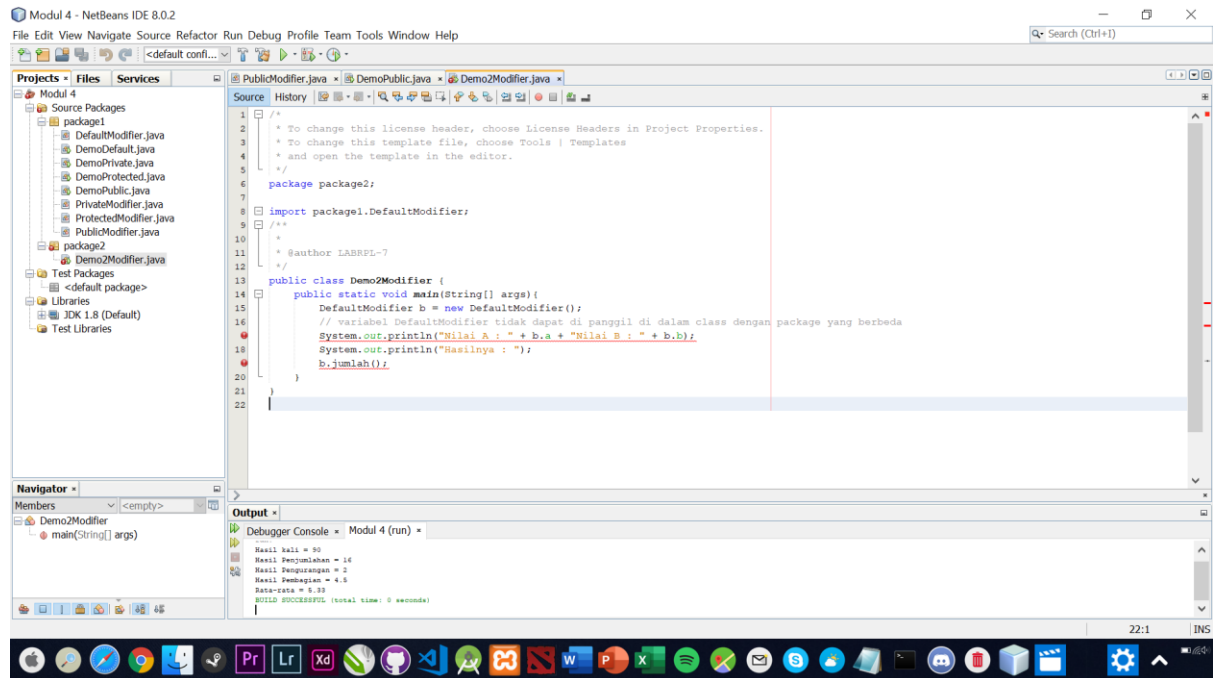 Modul 4 - NetBeans IDE 8.0.2
File Edit View Navigate Source Refactor Run Debug Profile Team Tools Window Help
Search (Ctrl+I)
<default confi...
Projects Files Services
Modul 4
Source Packages
package1
DefaultModifier.java
DemoDefault.java
DemoPrivate.java
DemoProtected.java
DemoPublic.java
PrivateModifier.java
ProtectedModifier.java
PublicModifier.java
package2
Demo2Modifier.java
Test Packages
<default package>
Libraries
JDK 1.8 (Default)
Test Libraries
PublicModifier.java DemoPublic.java Demo2Modifier.java
Source History
1 /*
2 * To change this license header, choose License Headers in Project Properties.
3 * To change this template file, choose Tools | Templates
4 * and open the template in the editor.
5 */
6 package package2;
7
8 import package1.DefaultModifier;
9 /**
10 *
11 * @author LABRPL-7
12 */
13 public class Demo2Modifier {
14 public static void main(String[] args){
15 DefaultModifier b = new DefaultModifier();
16 // variabel DefaultModifier tidak dapat di panggil di dalam class dengan package yang berbeda
System.out.println("Nilai A : " + b.a + "Nilai B : " + b.b);
18 System.out.println("Hasilnya : ");
b.jumlah();
20 }
21 }
22
Navigator
Members <empty>
Demo2Modifier
main(String[] args)
Output
Debugger Console Modul 4 (run)
Hasil kali = 90
Hasil Penjumlahan = 16
Hasil Pengurangan = 2
Hasil Pembagian = 4.5
Rata-rata = 5.33
BUILD SUCCESSFUL (total time: 0 seconds)
22:1 INS
Pr Lr Xd